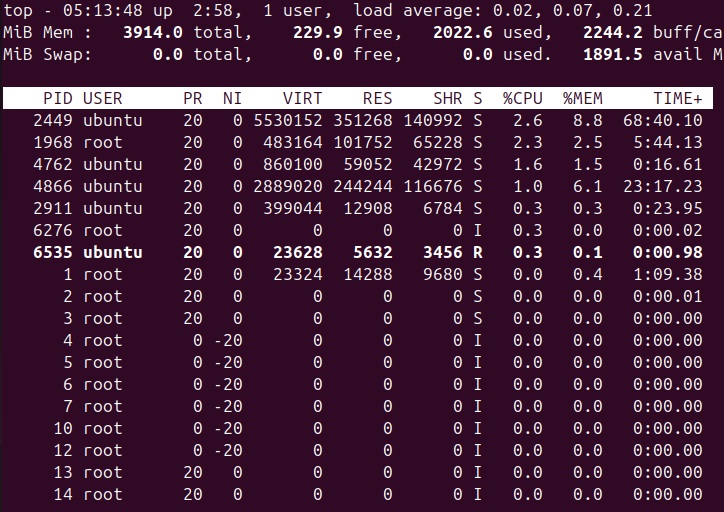 top - 05:13:48 up  2:58,  1 user,  load average: 0.02, 0.07, 0.21
MiB Mem :   3914.0 total,    229.9 free,   2022.6 used,   2244.2 buff/ca
MiB Swap:      0.0 total,      0.0 free,      0.0 used.   1891.5 avail M
PID USER      PR  NI    VIRT    RES    SHR S  %CPU  %MEM     TIME+
2449 ubuntu    20   0 5530152 351268 140992 S   2.6   8.8  68:40.10
1968 root      20   0  483164 101752  65228 S   2.3   2.5   5:44.13
4762 ubuntu    20   0  860100  59052  42972 S   1.6   1.5   0:16.61
4866 ubuntu    20   0 2889020 244244 116676 S   1.0   6.1  23:17.23
2911 ubuntu    20   0  399044  12908   6784 S   0.3   0.3   0:23.95
6276 root      20   0       0      0      0 I   0.3   0.0   0:00.02
6535 ubuntu    20   0   23628   5632   3456 R   0.3   0.1   0:00.98
1 root      20   0   23324  14288   9680 S   0.0   0.4   1:09.38
2 root      20   0       0      0      0 S   0.0   0.0   0:00.01
3 root      20   0       0      0      0 S   0.0   0.0   0:00.00
4 root       0 -20       0      0      0 I   0.0   0.0   0:00.00
5 root       0 -20       0      0      0 I   0.0   0.0   0:00.00
6 root       0 -20       0      0      0 I   0.0   0.0   0:00.00
7 root       0 -20       0      0      0 I   0.0   0.0   0:00.00
10 root       0 -20       0      0      0 I   0.0   0.0   0:00.00
12 root       0 -20       0      0      0 I   0.0   0.0   0:00.00
13 root      20   0       0      0      0 I   0.0   0.0   0:00.00
14 root      20   0       0      0      0 I   0.0   0.0   0:00.00